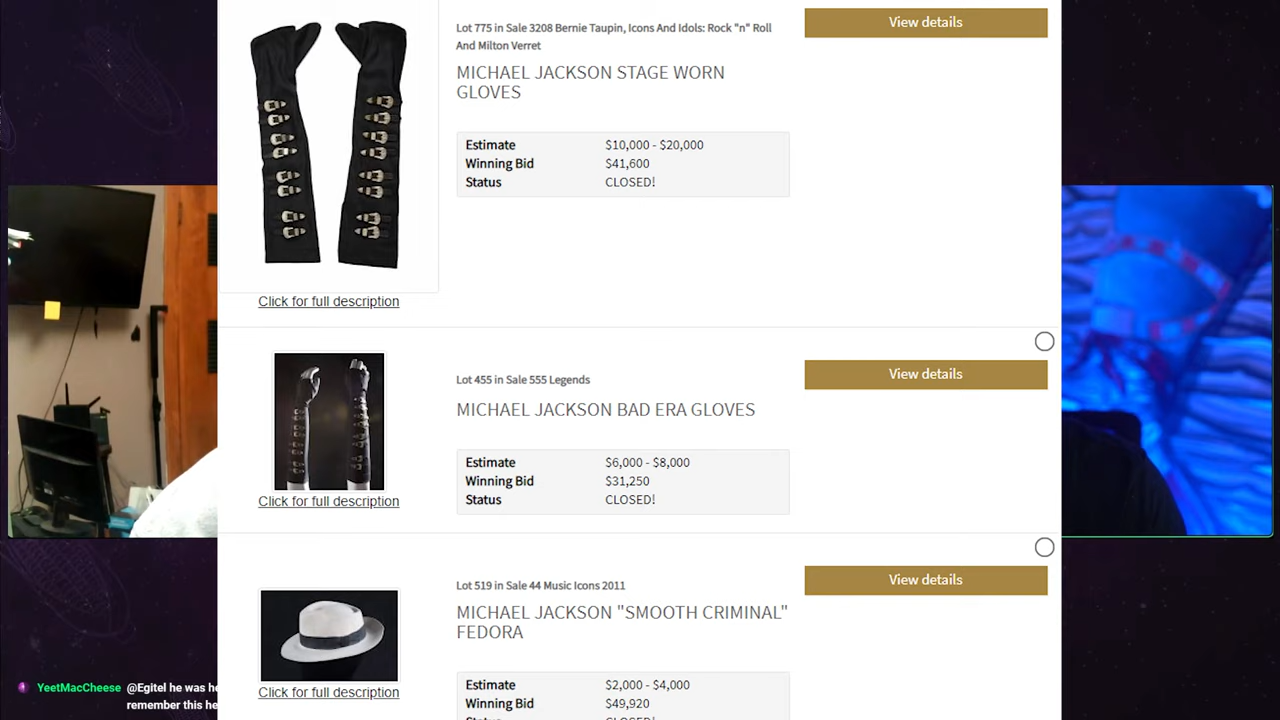 Lot 775 in Sale 3208 Bernie Taupin, Icons And Idols: Rock "n" Roll
And Milton Verret
View details
MICHAEL JACKSON STAGE WORN
GLOVES
Estimate $10,000 - $20,000
Winning Bid $41,600
Status CLOSED!
Click for full description
Lot 455 in Sale 555 Legends
View details
MICHAEL JACKSON BAD ERA GLOVES
Estimate $6,000 - $8,000
Winning Bid $31,250
Status CLOSED!
Click for full description
Lot 519 in Sale 44 Music Icons 2011
View details
MICHAEL JACKSON "SMOOTH CRIMINAL"
FEDORA
Estimate $2,000 - $4,000
Winning Bid $49,920
Status CLOSED!
Click for full description
YeetMacCheese @Egitel he was he
remember this he